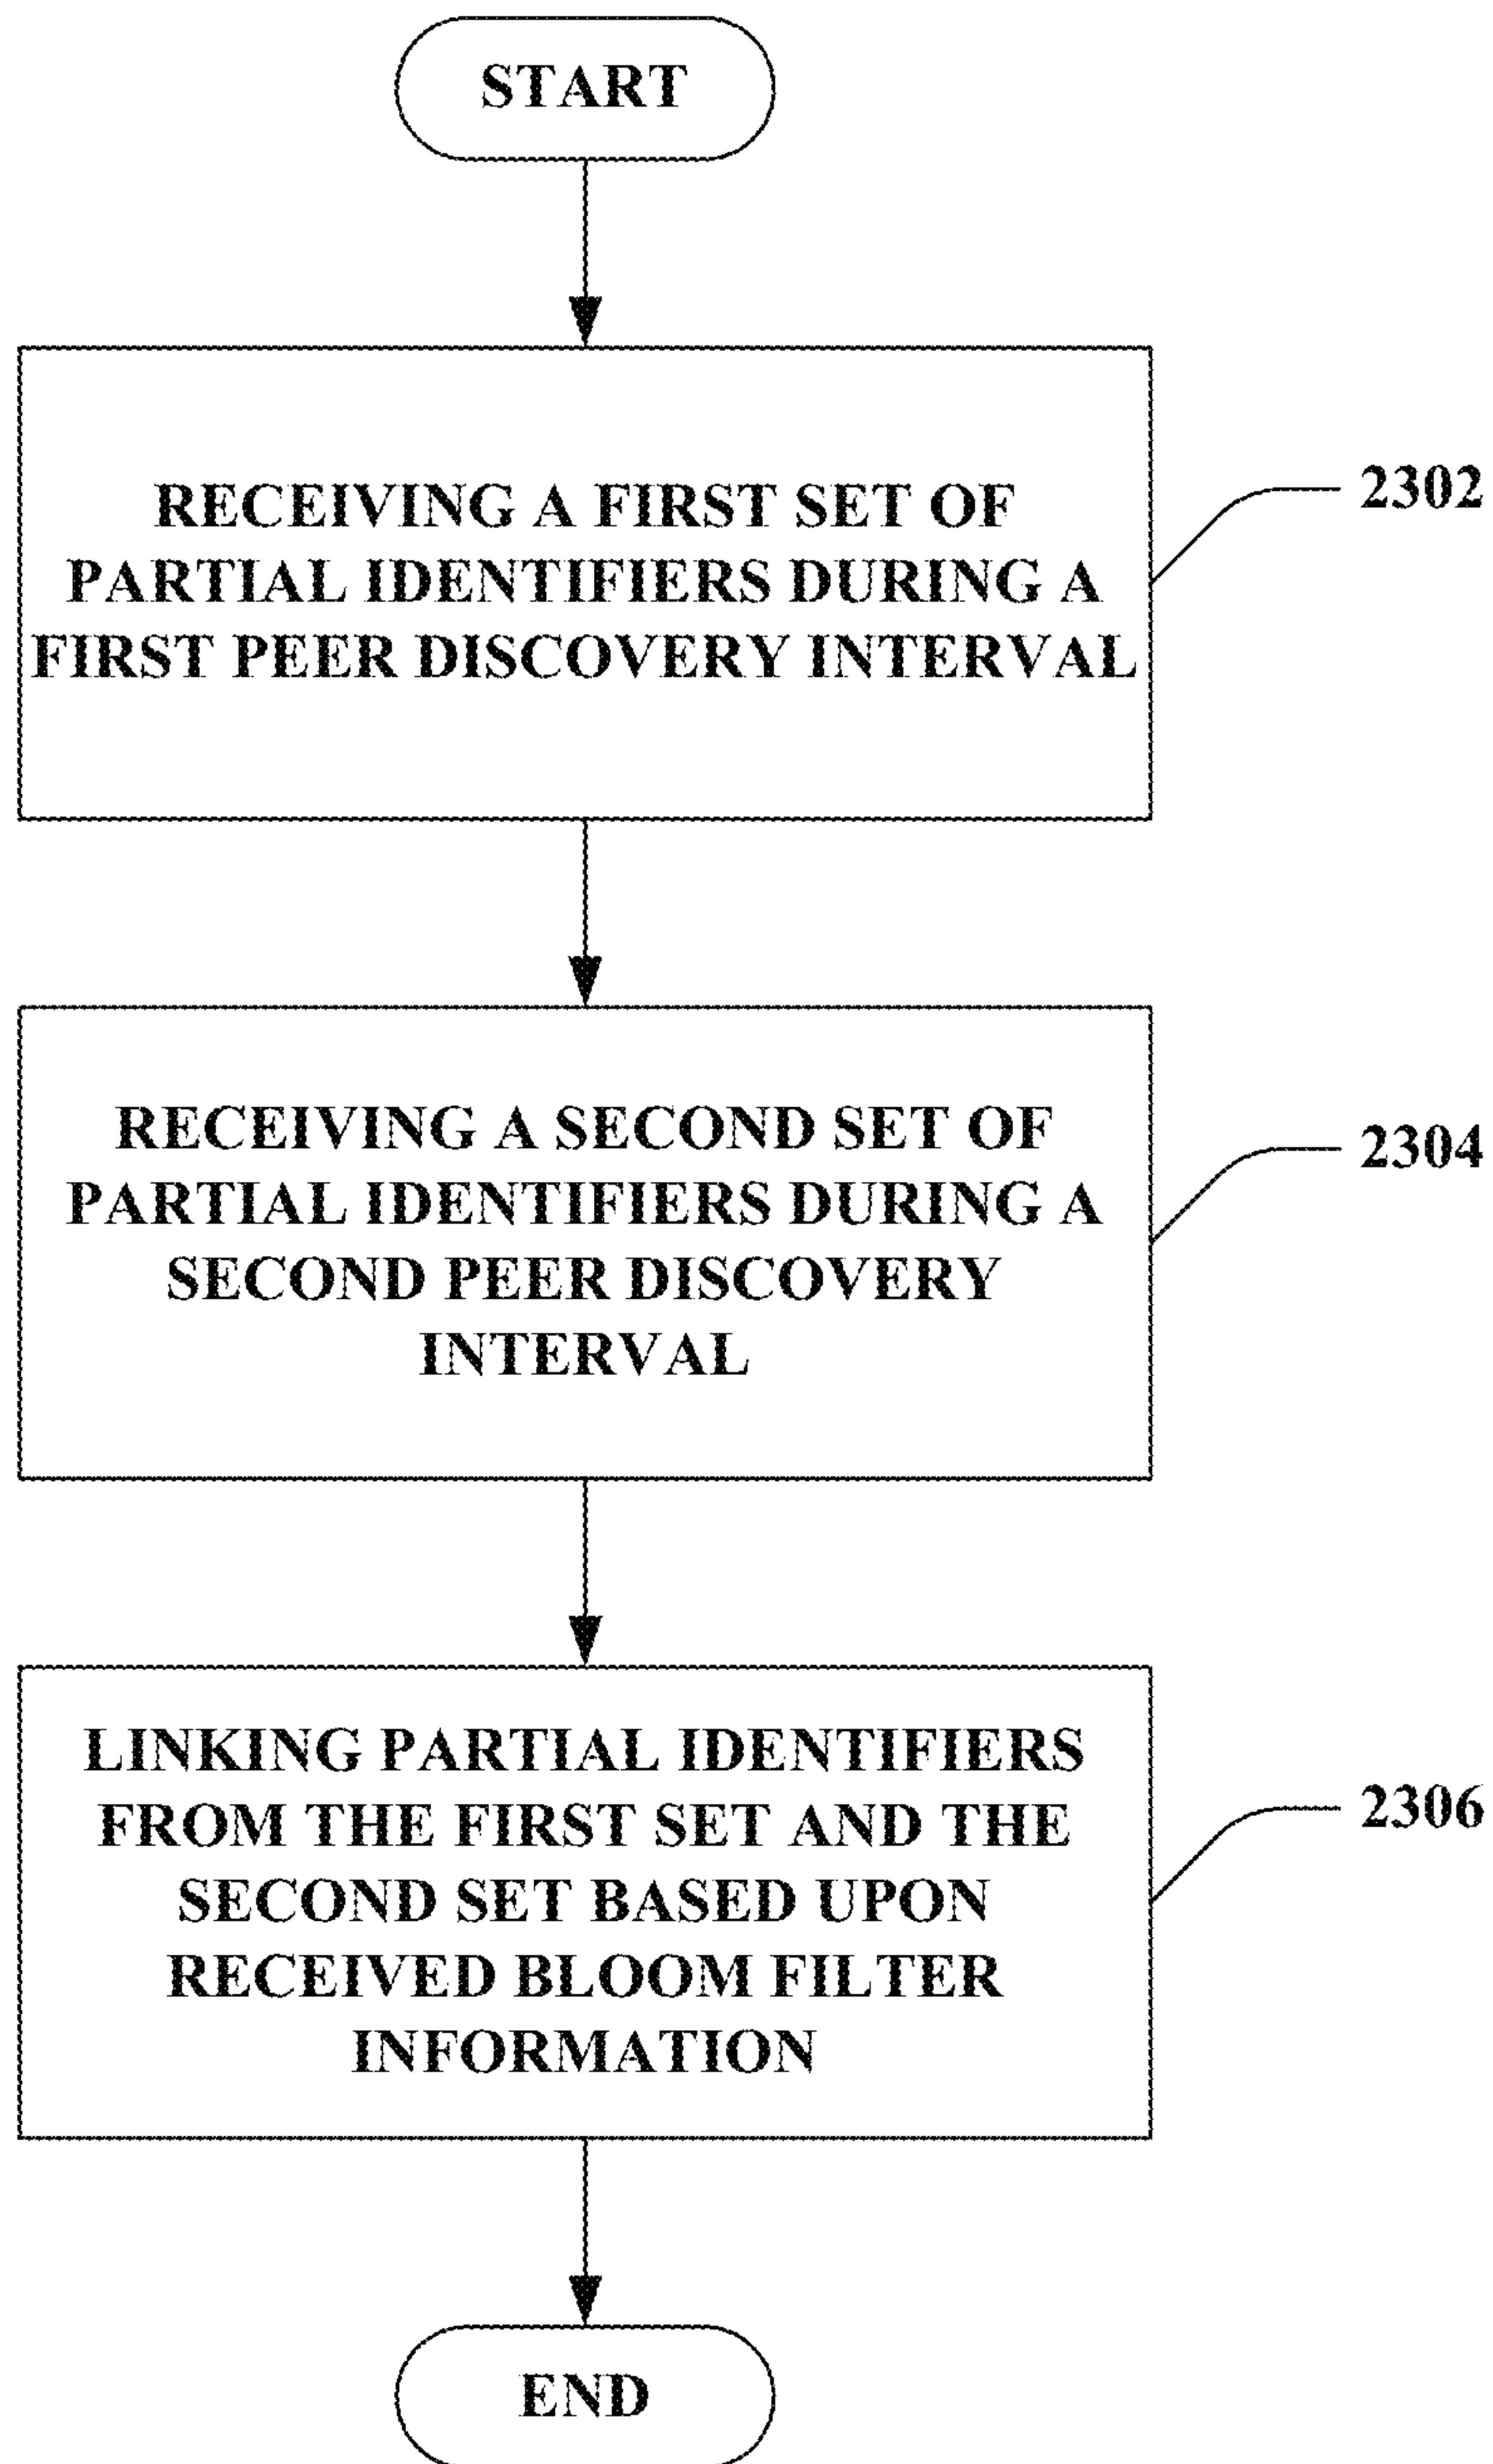 START
RECEIVING A FIRST SET OF
PARTIAL IDENTIFIERS DURING A
FIRST PEER DISCOVERY INTERVAL
2302
RECEIVING A SECOND SET OF
PARTIAL IDENTIFIERS DURING A
SECOND PEER DISCOVERY
INTERVAL
2304
LINKING PARTIAL IDENTIFIERS
FROM THE FIRST SET AND THE
SECOND SET BASED UPON
RECEIVED BLOOM FILTER
INFORMATION
2306
END